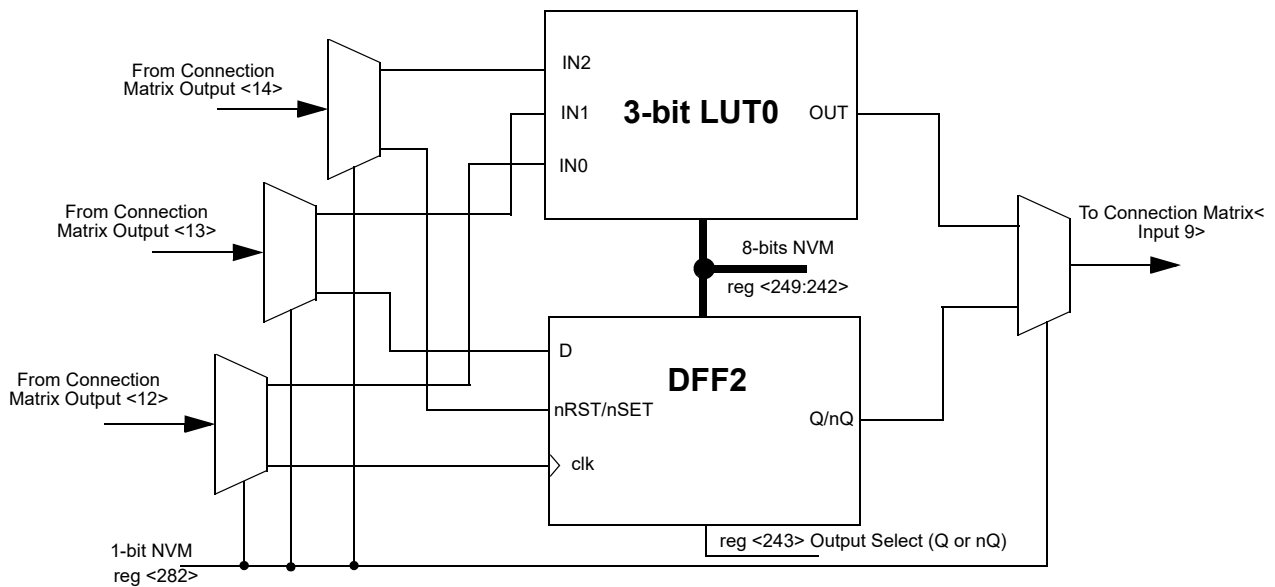 From Connection
Matrix Output <14>
IN2
IN1
IN0
3-bit LUT0
OUT
From Connection
Matrix Output <13>
To Connection Matrix<
Input 9>
8-bits NVM
reg <249:242>
From Connection
Matrix Output <12>
D
nRST/nSET
clk
DFF2
Q/nQ
reg <243> Output Select (Q or nQ)
1-bit NVM
reg <282>